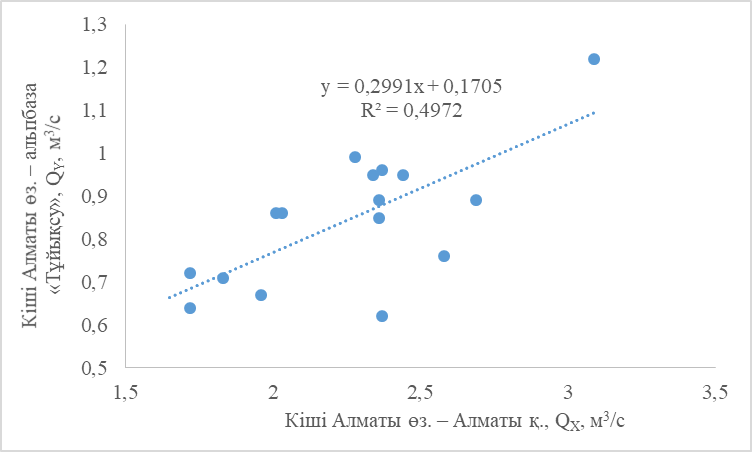 1,3
1,2
1,1
1
0,9
0,8
0,7
0,6
0,5
Кіші Алматы өз. – альпбаза
«Тұйықсу», QY, м³/с
y = 0,2991x + 0,1705
R² = 0,4972
1,5 2 2,5 3 3,5
Кіші Алматы өз. – Алматы қ., QX, м³/с